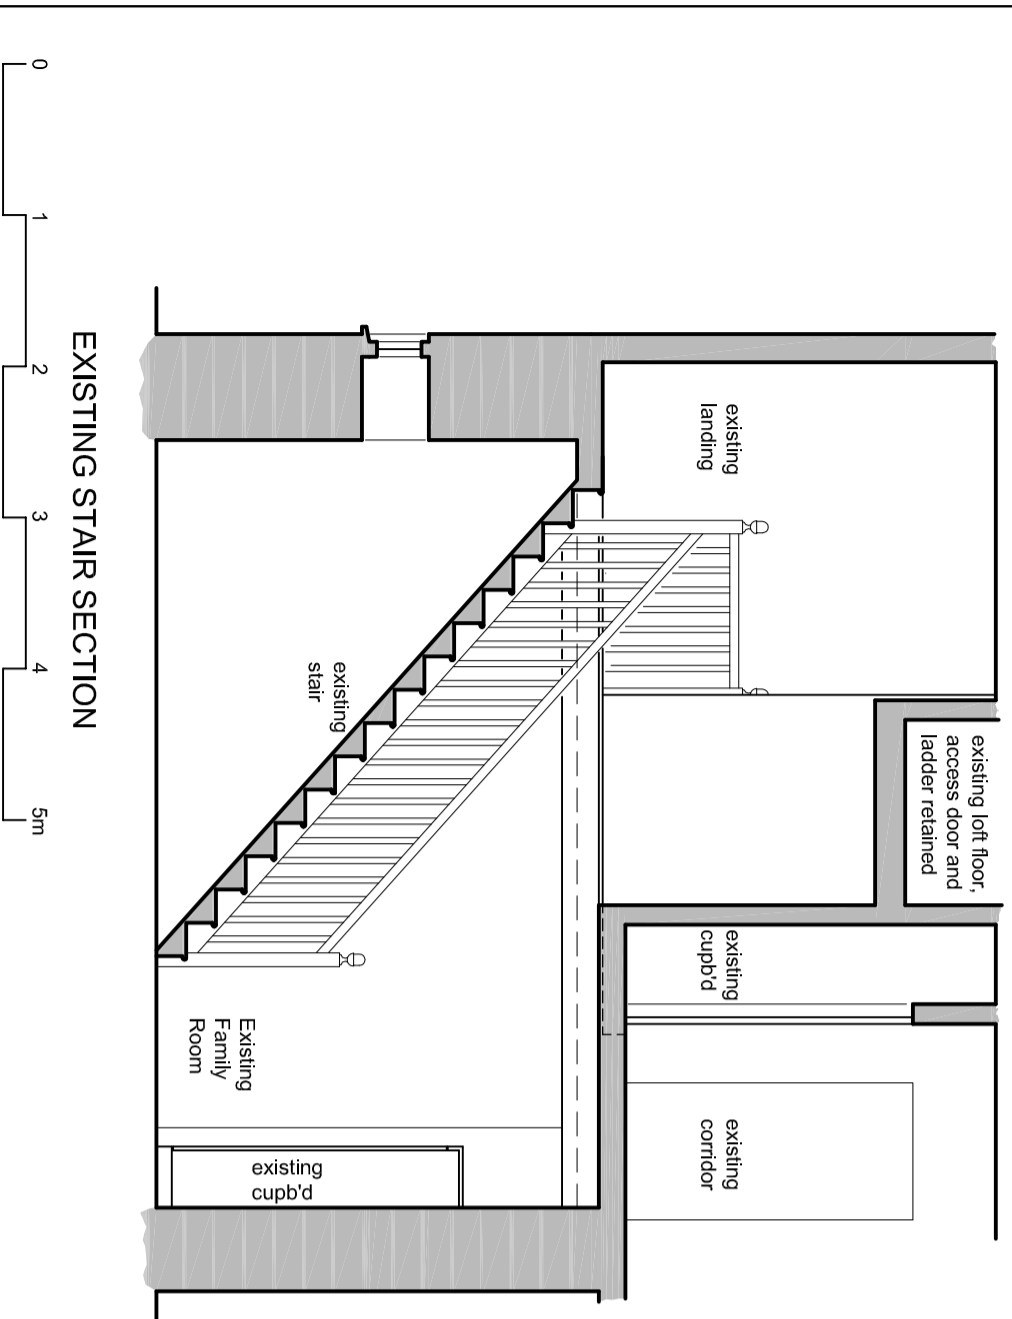 existing
landing
existing loft floor,
access door and
ladder retained
existing
cupb'd
existing
corridor
existing
stair
Existing
Family
Room
existing
cupb'd
EXISTING STAIR SECTION
0
1
2
3
4
5m